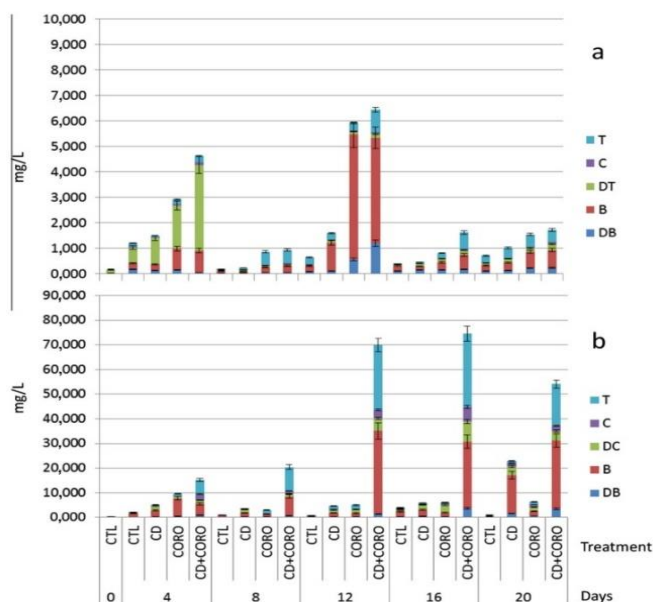 10,000
9,000
8,000
7,000
6,000
5,000
4,000
3,000
2,000
1,000
0,000
mg/L
a
T
C
DT
B
DB
90,000
80,000
70,000
60,000
50,000
40,000
30,000
20,000
10,000
0,000
mg/L
b
T
C
DC
B
DB
CTL CTL CD CORO CD+CORO CTL CD CORO CD+CORO CTL CD CORO CD+CORO CTL CD CORO CD+CORO CTL CD CORO CD+CORO Treatment
0 4 8 12 16 20 Days